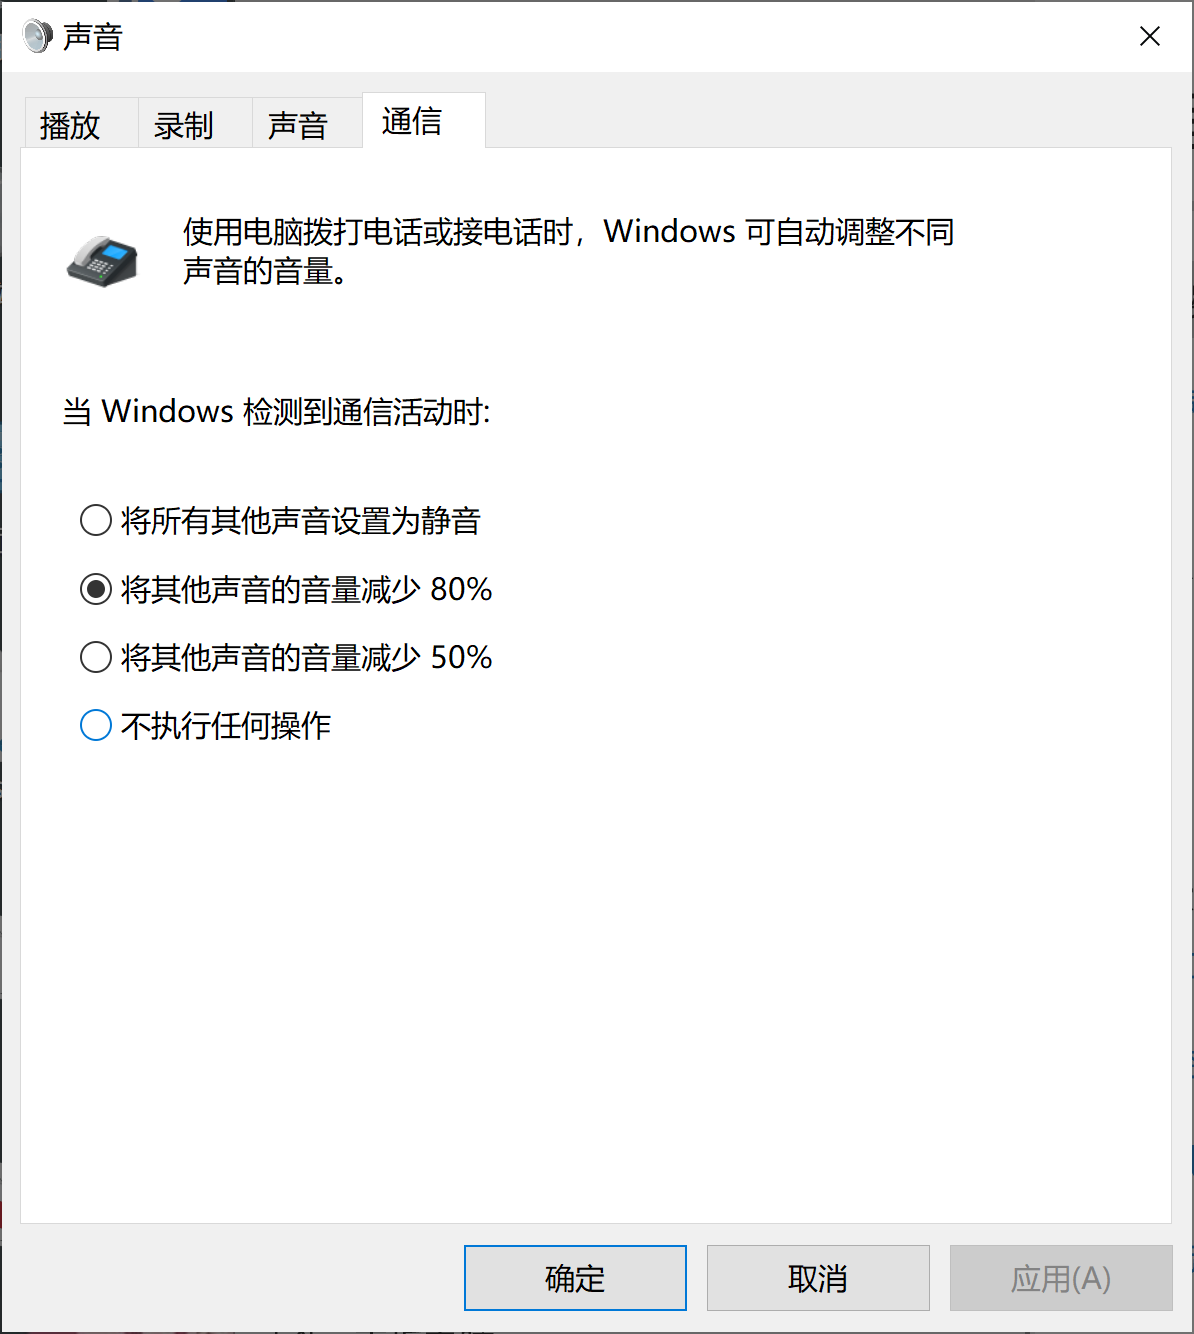 声音
播放 录制 声音 通信
使用电脑拨打电话或接电话时，Windows 可自动调整不同
声音的音量。
当 Windows 检测到通信活动时:
将所有其他声音设置为静音
将其他声音的音量减少 80%
将其他声音的音量减少 50%
不执行任何操作
确定 取消 应用(A)